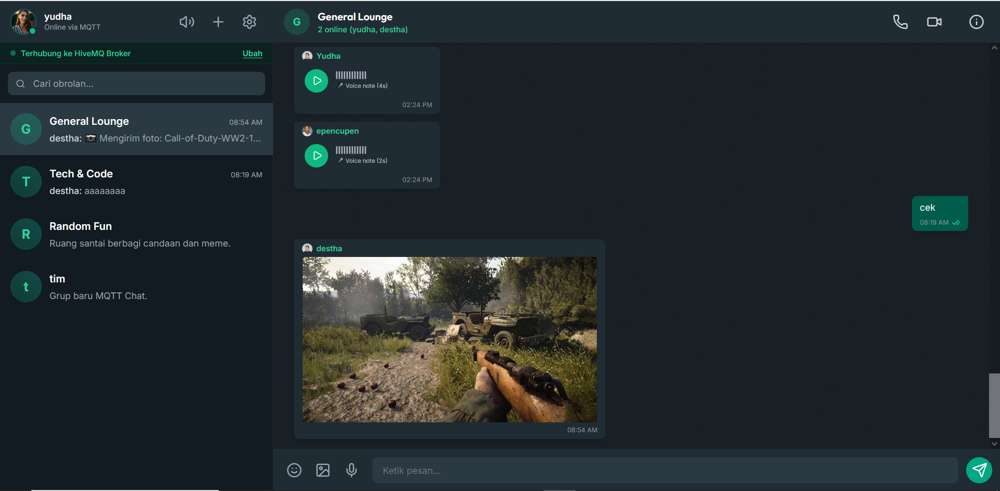 yudha
Online via MQTT
Terhubung ke HiveMQ Broker
Ubah
Cari obrolan...
G
General Lounge
08:54 AM
destha: 📷 Mengirim foto: Call-of-Duty-WW2-1...
T
Tech & Code
08:19 AM
destha: aaaaaaaa
R
Random Fun
Ruang santai berbagi candaan dan meme.
t
tim
Grup baru MQTT Chat.
G
General Lounge
2 online (yudha, destha)
Yudha
🎤 Voice note (4s)
02:24 PM
epencupen
🎤 Voice note (2s)
02:24 PM
cek
08:19 AM
destha
08:54 AM
Ketik pesan...